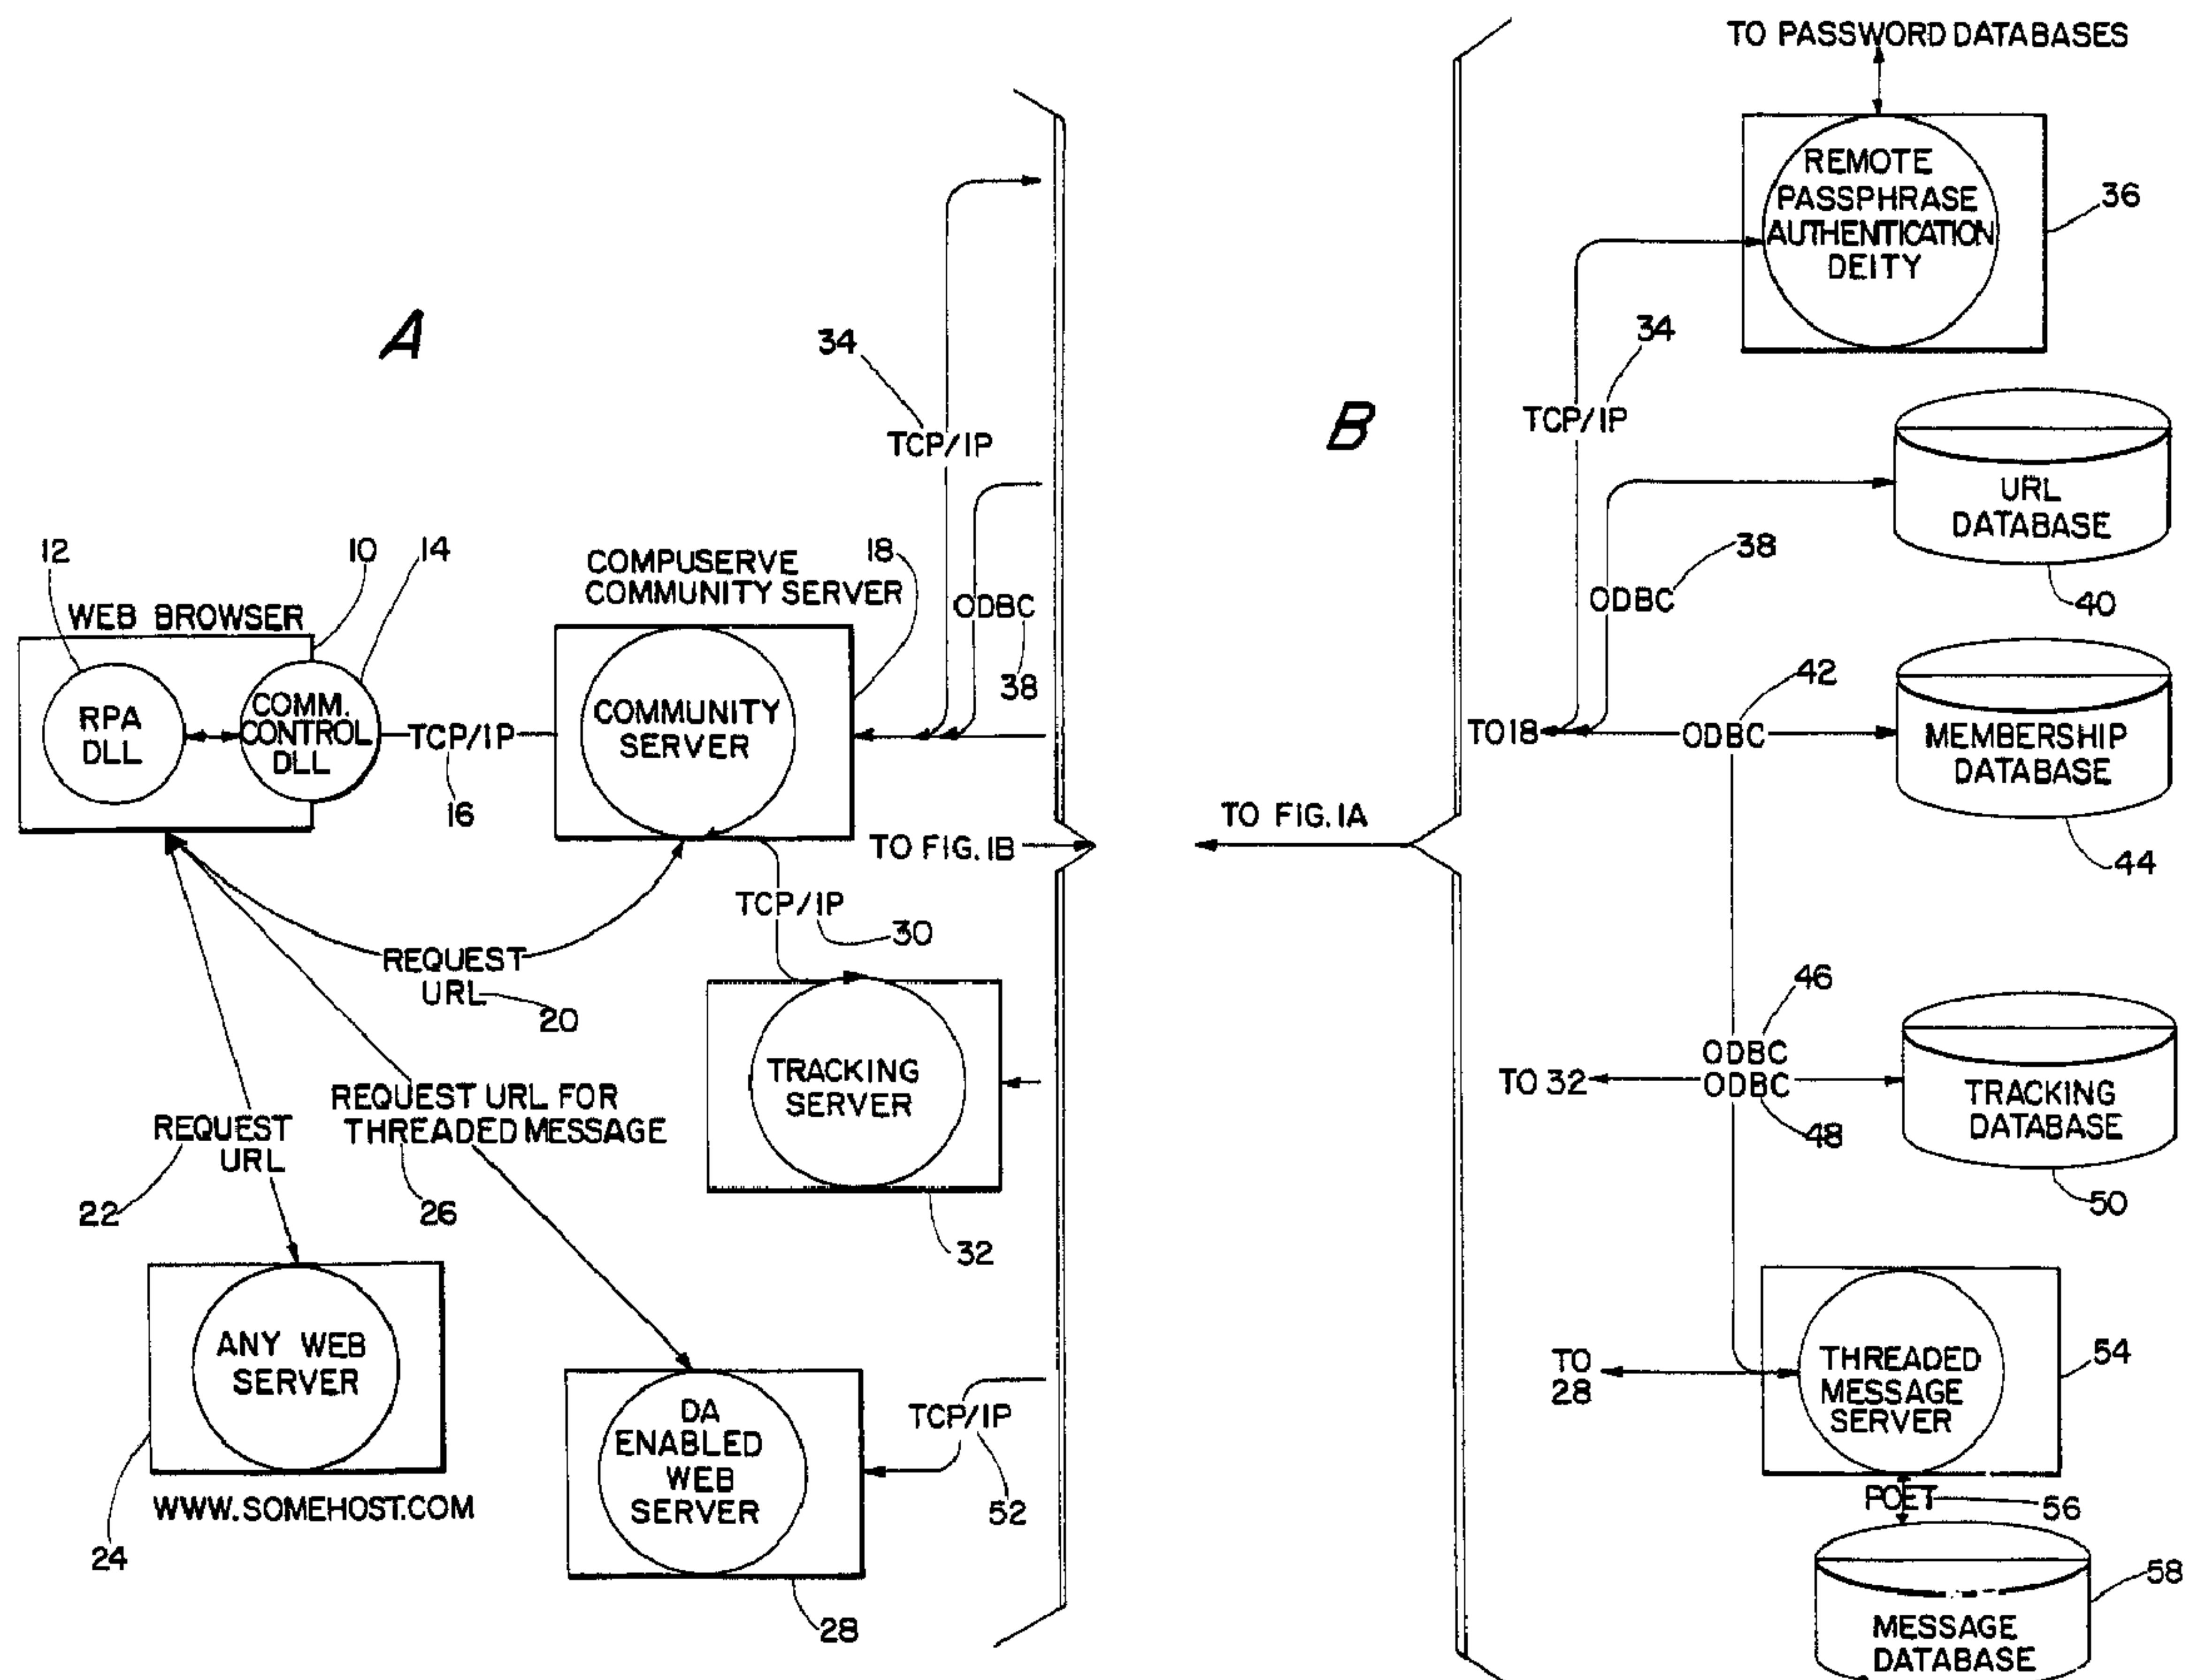 A
34
TCP/IP
12
10
14
COMPUSERVE
COMMUNITY SERVER
18
ODBC
38
WEB BROWSER
RPA
DLL
COMM.
CONTROL
DLL
TCP/IP
16
COMMUNITY
SERVER
TO FIG. 1B
TCP/IP
30
REQUEST
URL
20
TRACKING
SERVER
32
REQUEST URL FOR
THREADED MESSAGE
26
REQUEST
URL
22
ANY WEB
SERVER
WWW.SOMEHOST.COM
24
DA
ENABLED
WEB
SERVER
28
TCP/IP
52
B
TO PASSWORD DATABASES
REMOTE
PASSPHRASE
AUTHENTICATION
DEITY
36
34
TCP/IP
URL
DATABASE
40
38
ODBC
TO 18
42
ODBC
MEMBERSHIP
DATABASE
44
TO FIG. 1A
46
ODBC
TO 32
ODBC
48
TRACKING
DATABASE
50
TO
28
THREADED
MESSAGE
SERVER
54
POET
56
MESSAGE
DATABASE
58